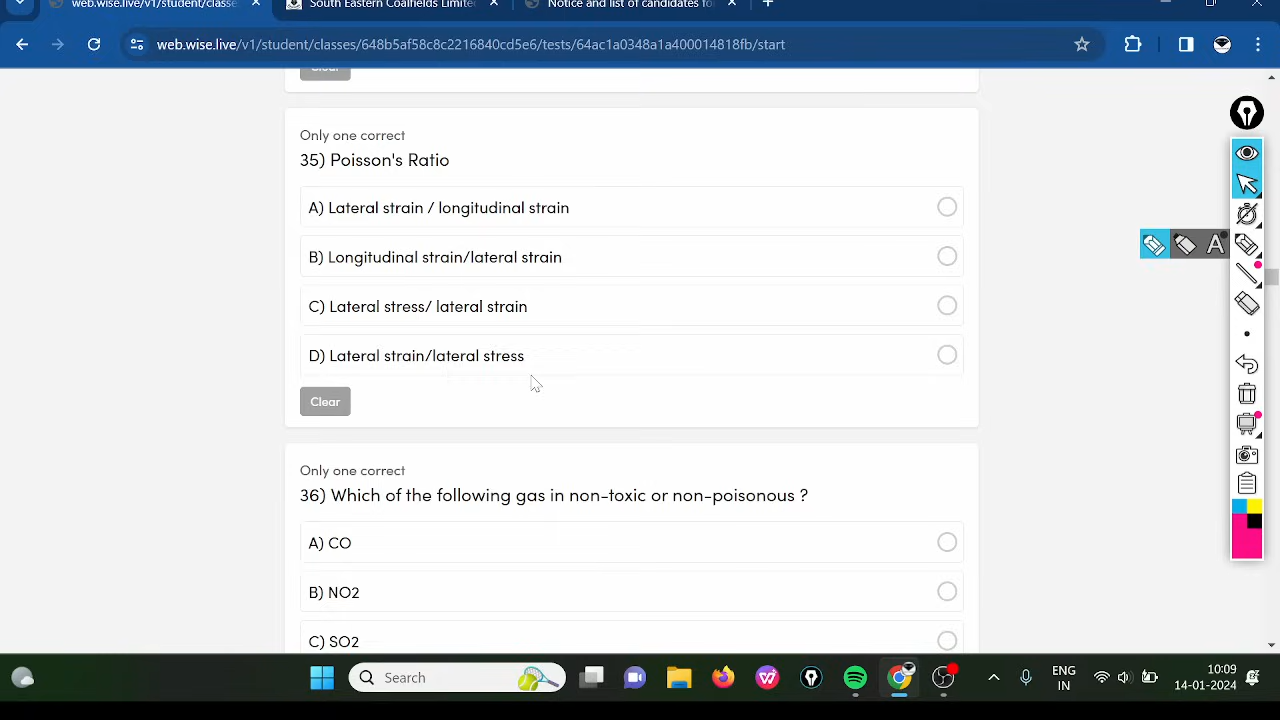 web.wise.live/v1/student/classe
South Eastern Coalfields Limite
Notice and list of candidates fo
web.wise.live/v1/student/classes/648b5af58c8c2216840cd5e6/tests/64ac1a0348a1a400014818fb/start
Clear
Only one correct
35) Poisson's Ratio
A) Lateral strain / longitudinal strain
B) Longitudinal strain/lateral strain
C) Lateral stress/ lateral strain
D) Lateral strain/lateral stress
Clear
Only one correct
36) Which of the following gas in non-toxic or non-poisonous ?
A) CO
B) NO2
C) SO2
A
Search
ENG
IN
10:09
14-01-2024